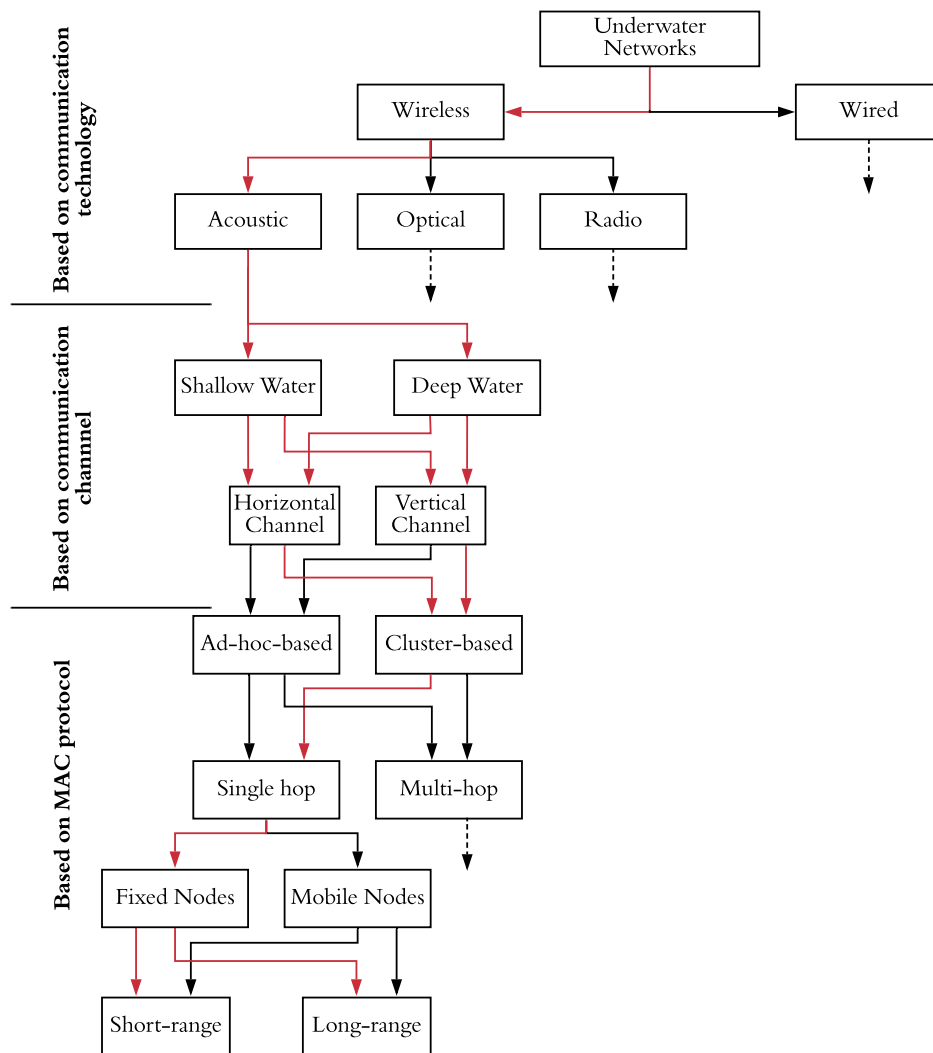 Underwater
Networks
Wireless
Wired
Based on communication
technology
Acoustic
Optical
Radio
Based on communication
channnel
Shallow Water
Deep Water
Horizontal
Channel
Vertical
Channel
Based on MAC protocol
Ad-hoc-based
Cluster-based
Single hop
Multi-hop
Fixed Nodes
Mobile Nodes
Short-range
Long-range